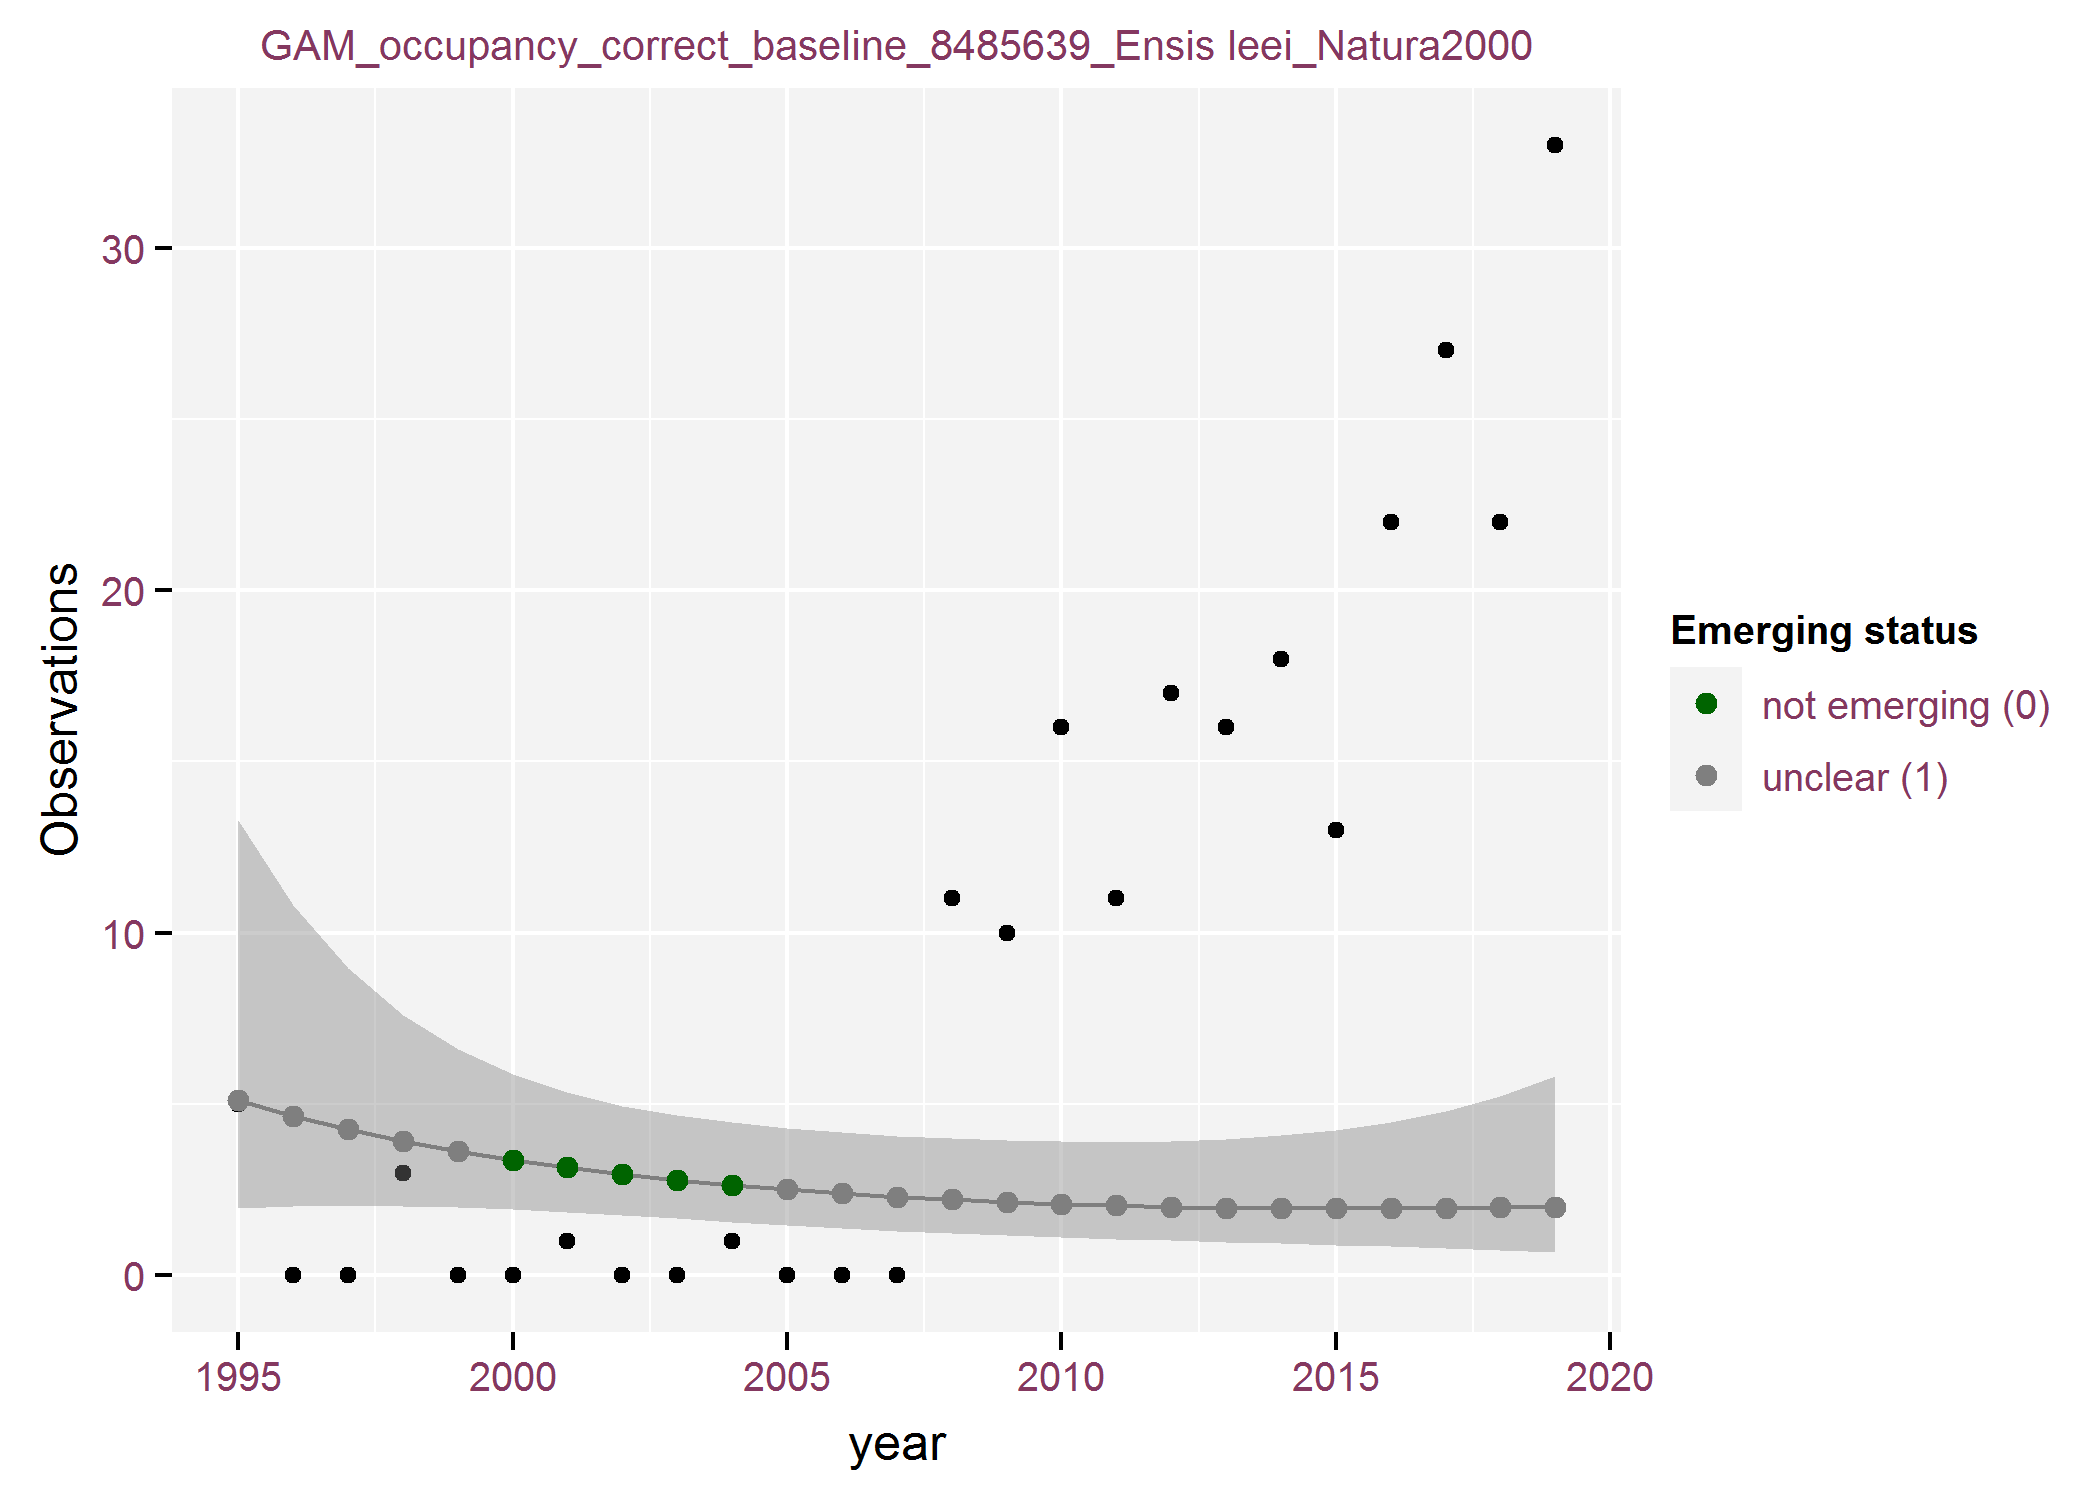 GAM_occupancy_correct_baseline_8485639_Ensis leei_Natura2000
30
20
10
0
Observations
1995 2000 2005 2010 2015 2020
year
Emerging status
not emerging (0)
unclear (1)